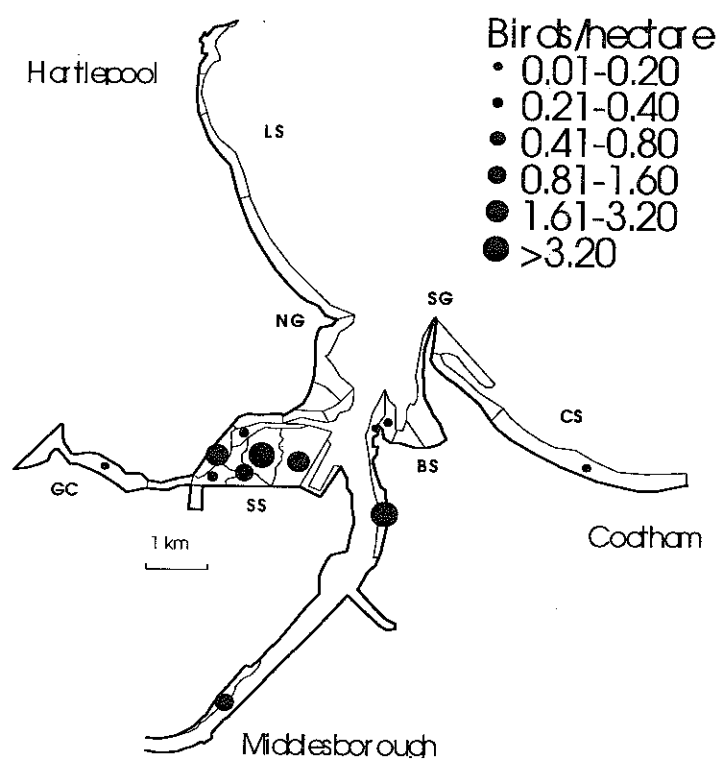 Hartlepool
Birds/hectare
0.01-0.20
0.21-0.40
0.41-0.80
0.81-1.60
1.61-3.20
>3.20
LS
NG
SG
CS
GC
SS
BS
1 km
Coatham
Middlesborough